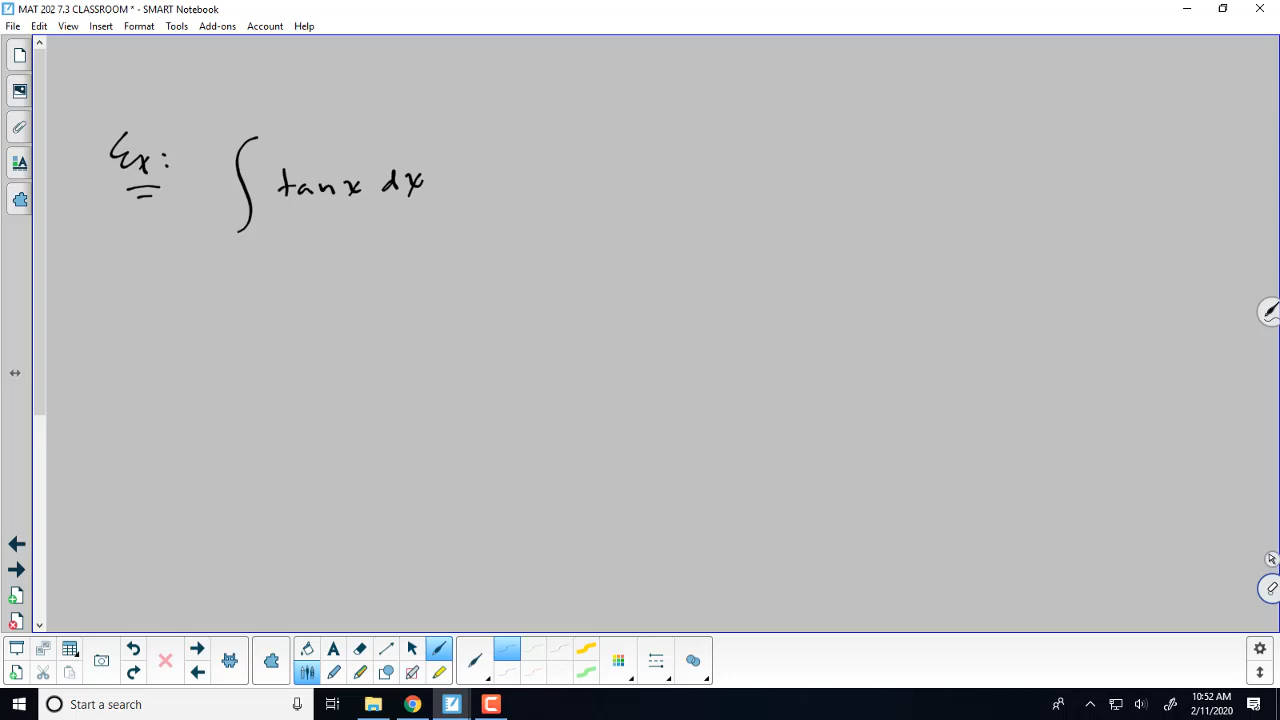 MAT 202 7.3 CLASSROOM * - SMART Notebook
File Edit View Insert Format Tools Add-ons Account Help
Ex: ∫ tan x dx
Start a search
10:52 AM
2/11/2020